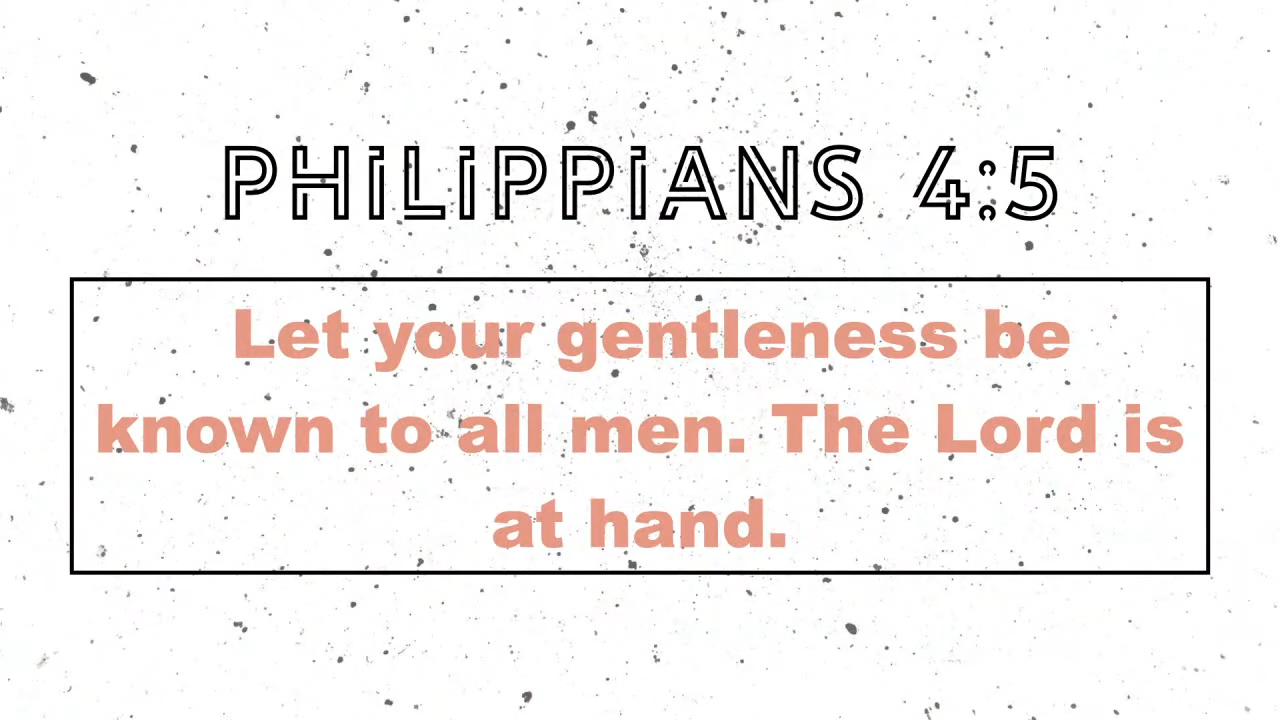 PHiLiPPiANS 4:5
Let your gentleness be
known to all men. The Lord is
at hand.